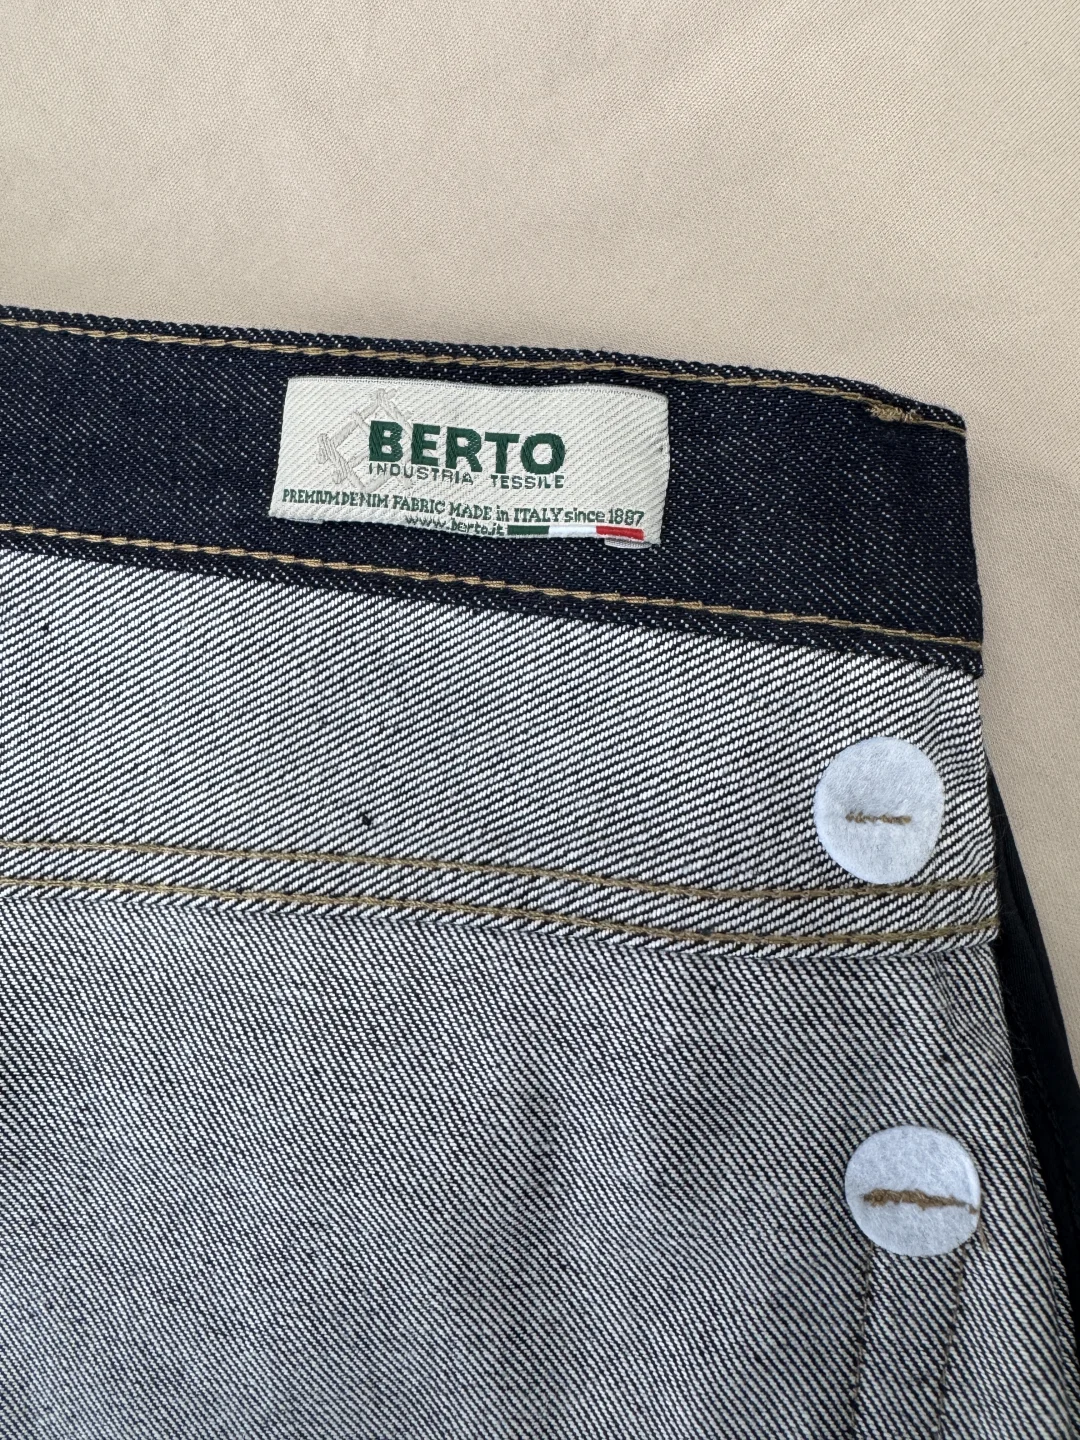 BERTO
INDUSTRIA TESSILE
PREMIUM DENIM FABRIC MADE in ITALY since 1887
www.berto.it